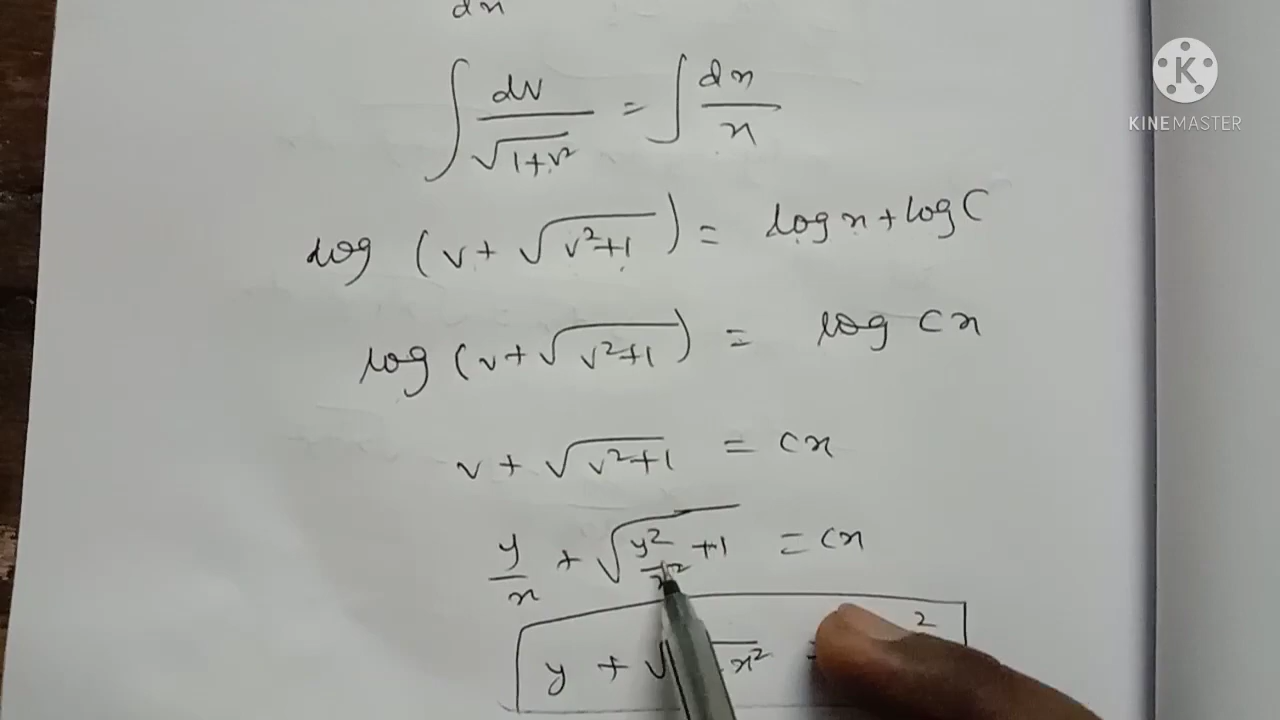 dx
∫ dv/√(1+v²) = ∫ dx/x
log (v + √(v²+1)) = log x + log C
log (v + √(v²+1)) = log Cx
v + √(v²+1) = Cx
y/x + √(y²/x² + 1) = Cx
y + √ x² = 2
K
KINEMASTER